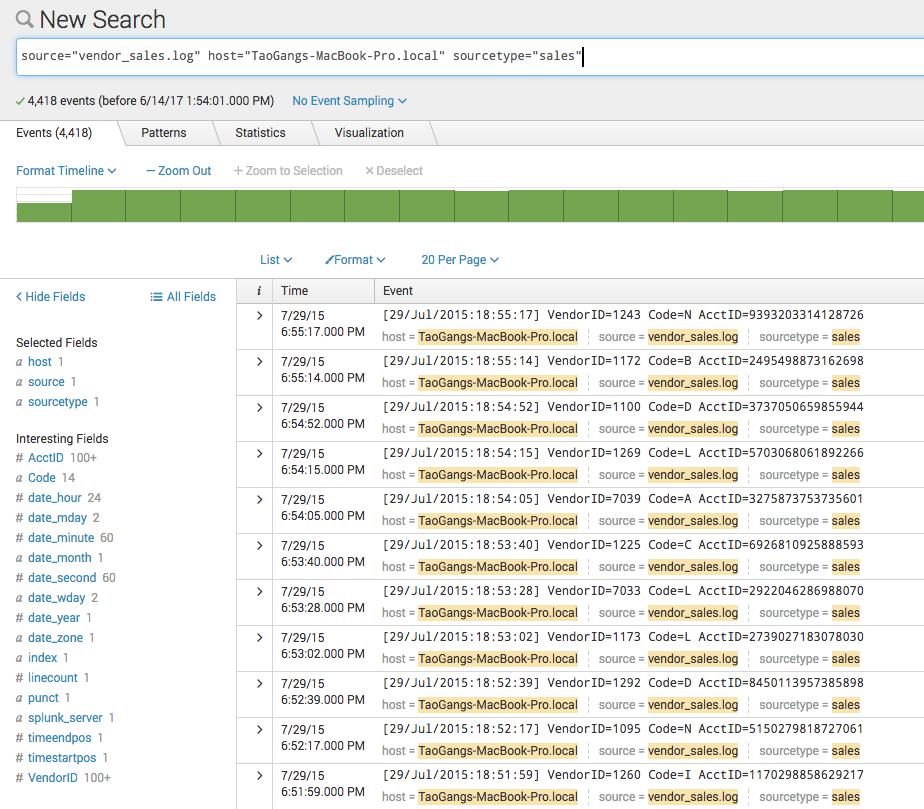 New Search
source="vendor_sales.log" host="TaoGangs-MacBook-Pro.local" sourcetype="sales"
4,418 events (before 6/14/17 1:54:01.000 PM) No Event Sampling
Events (4,418) Patterns Statistics Visualization
Format Timeline — Zoom Out + Zoom to Selection × Deselect
List Format 20 Per Page
< Hide Fields All Fields
Selected Fields
a host 1
a source 1
a sourcetype 1
Interesting Fields
# AcctID 100+
a Code 14
# date_hour 24
# date_mday 2
# date_minute 60
a date_month 1
# date_second 60
a date_wday 2
# date_year 1
a date_zone 1
a index 1
# linecount 1
a punct 1
a splunk_server 1
# timeendpos 1
# timestartpos 1
# VendorID 100+
i Time Event
> 7/29/15 [29/Jul/2015:18:55:17] VendorID=1243 Code=N AcctID=9393203314128726
6:55:17.000 PM host = TaoGangs-MacBook-Pro.local source = vendor_sales.log sourcetype = sales
> 7/29/15 [29/Jul/2015:18:55:14] VendorID=1172 Code=B AcctID=2495498873162698
6:55:14.000 PM host = TaoGangs-MacBook-Pro.local source = vendor_sales.log sourcetype = sales
> 7/29/15 [29/Jul/2015:18:54:52] VendorID=1100 Code=D AcctID=3737050659855944
6:54:52.000 PM host = TaoGangs-MacBook-Pro.local source = vendor_sales.log sourcetype = sales
> 7/29/15 [29/Jul/2015:18:54:15] VendorID=1269 Code=L AcctID=5703068061892266
6:54:15.000 PM host = TaoGangs-MacBook-Pro.local source = vendor_sales.log sourcetype = sales
> 7/29/15 [29/Jul/2015:18:54:05] VendorID=7039 Code=A AcctID=3275873753735601
6:54:05.000 PM host = TaoGangs-MacBook-Pro.local source = vendor_sales.log sourcetype = sales
> 7/29/15 [29/Jul/2015:18:53:40] VendorID=1225 Code=C AcctID=6926810925888593
6:53:40.000 PM host = TaoGangs-MacBook-Pro.local source = vendor_sales.log sourcetype = sales
> 7/29/15 [29/Jul/2015:18:53:28] VendorID=7033 Code=L AcctID=2922046286988070
6:53:28.000 PM host = TaoGangs-MacBook-Pro.local source = vendor_sales.log sourcetype = sales
> 7/29/15 [29/Jul/2015:18:53:02] VendorID=1173 Code=L AcctID=2739027183078030
6:53:02.000 PM host = TaoGangs-MacBook-Pro.local source = vendor_sales.log sourcetype = sales
> 7/29/15 [29/Jul/2015:18:52:39] VendorID=1292 Code=D AcctID=8450113957385898
6:52:39.000 PM host = TaoGangs-MacBook-Pro.local source = vendor_sales.log sourcetype = sales
> 7/29/15 [29/Jul/2015:18:52:17] VendorID=1095 Code=N AcctID=5150279818727061
6:52:17.000 PM host = TaoGangs-MacBook-Pro.local source = vendor_sales.log sourcetype = sales
> 7/29/15 [29/Jul/2015:18:51:59] VendorID=1260 Code=I AcctID=1170298858629217
6:51:59.000 PM host = TaoGangs-MacBook-Pro.local source = vendor_sales.log sourcetype = sales